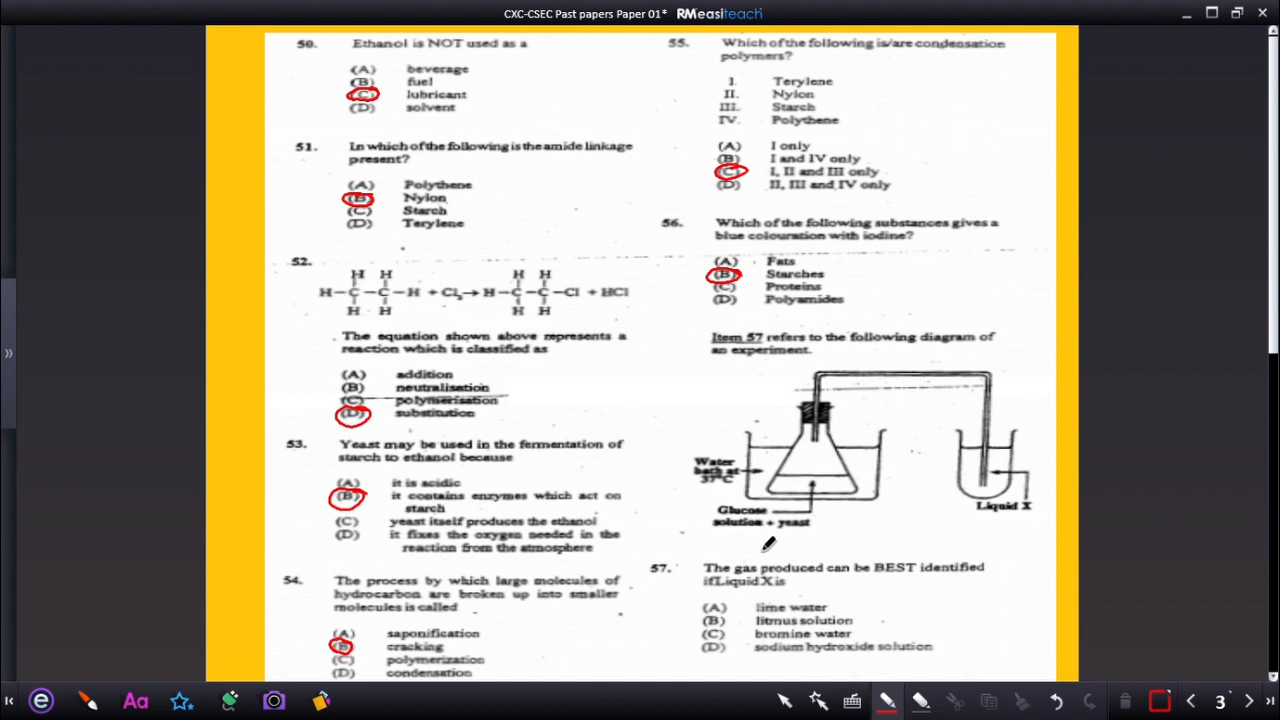 CXC-CSEC Past papers Paper 01* RMeasiteach
50. Ethanol is NOT used as a
(A) beverage
(B) fuel
(C) lubricant
(D) solvent
51. In which of the following is the amide linkage
present?
(A) Polythene
(B) Nylon
(C) Starch
(D) Terylene
52.
H H H H
H-C-C-H + Cl₂→ H-C-C-Cl + HCl
H H H H
The equation shown above represents a
reaction which is classified as
(A) addition
(B) neutralisation
(C) polymerisation
(D) substitution
53. Yeast may be used in the fermentation of
starch to ethanol because
(A) it is acidic
(B) it contains enzymes which act on
starch
(C) yeast itself produces the ethanol
(D) it fixes the oxygen needed in the
reaction from the atmosphere
54. The process by which large molecules of
hydrocarbon are broken up into smaller
molecules is called
(A) saponification
(B) cracking
(C) polymerization
(D) condensation
55. Which of the following is/are condensation
polymers?
I. Terylene
II. Nylon
III. Starch
IV. Polythene
(A) I only
(B) I and IV only
(C) I, II and III only
(D) II, III and IV only
56. Which of the following substances gives a
blue colouration with iodine?
(A) Fats
(B) Starches
(C) Proteins
(D) Polyamides
Item 57 refers to the following diagram of
an experiment.
Water
bath at
37°C
Glucose
solution + yeast
Liquid X
57. The gas produced can be BEST identified
if Liquid X is
(A) lime water
(B) litmus solution
(C) bromine water
(D) sodium hydroxide solution
e Aa 3